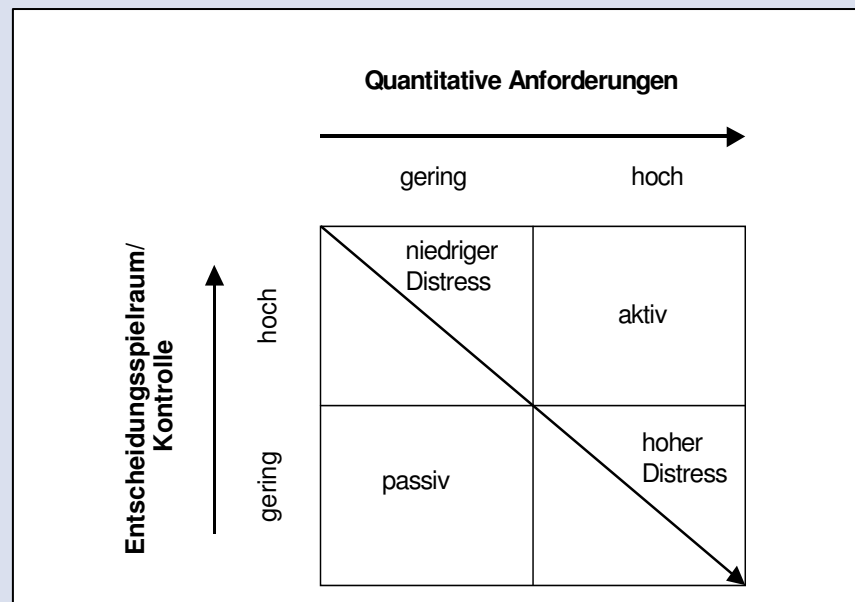 Quantitative Anforderungen
gering hoch
Entscheidungsspielraum/
Kontrolle
hoch
gering
niedriger
Distress
aktiv
passiv
hoher
Distress